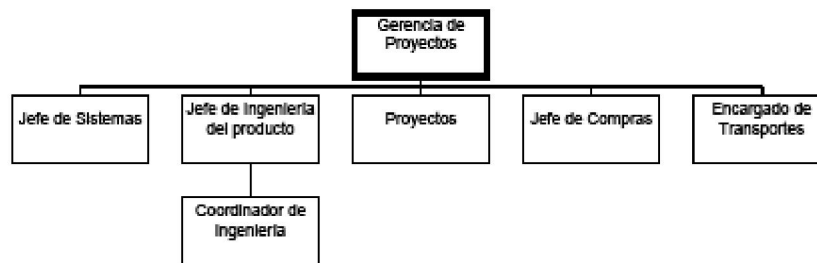 Gerencia de
Proyectos
Jefe de Sistemas
Jefe de Ingenieria
del producto
Proyectos
Jefe de Compras
Encargado de
Transportes
Coordinador de
Ingenieria